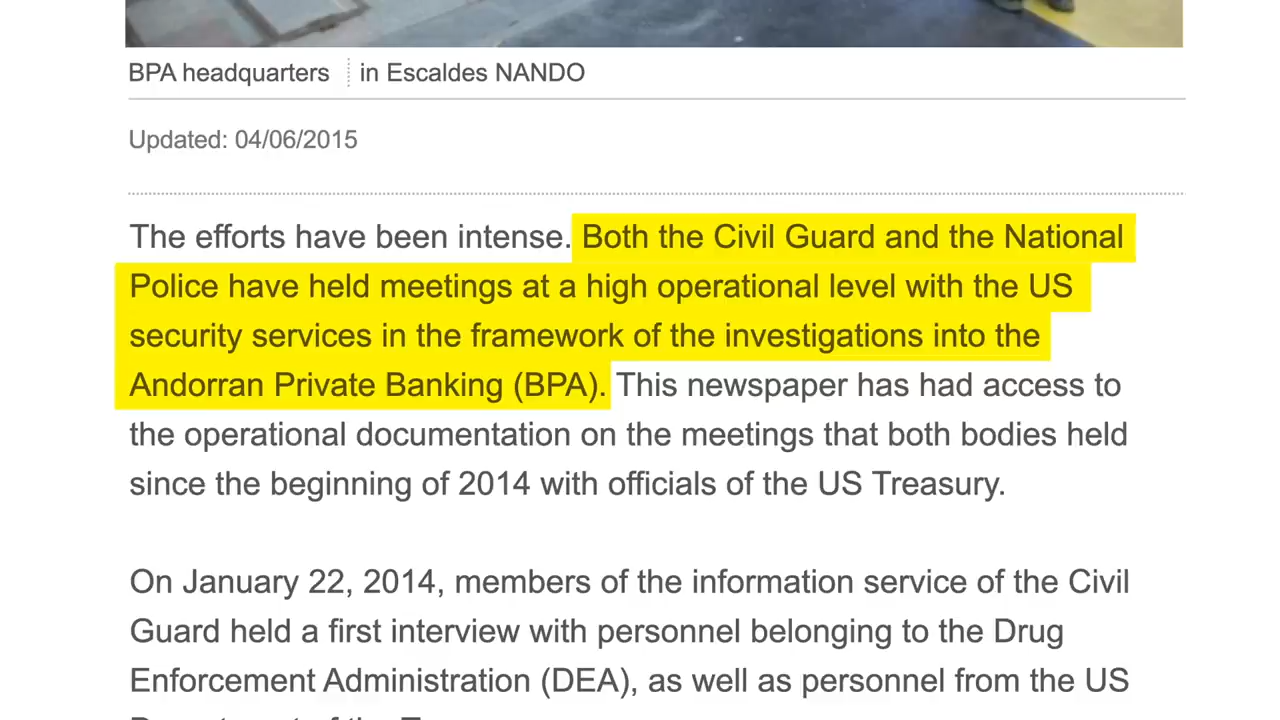 BPA headquarters in Escaldes NANDO
Updated: 04/06/2015
The efforts have been intense. Both the Civil Guard and the National
Police have held meetings at a high operational level with the US
security services in the framework of the investigations into the
Andorran Private Banking (BPA). This newspaper has had access to
the operational documentation on the meetings that both bodies held
since the beginning of 2014 with officials of the US Treasury.
On January 22, 2014, members of the information service of the Civil
Guard held a first interview with personnel belonging to the Drug
Enforcement Administration (DEA), as well as personnel from the US